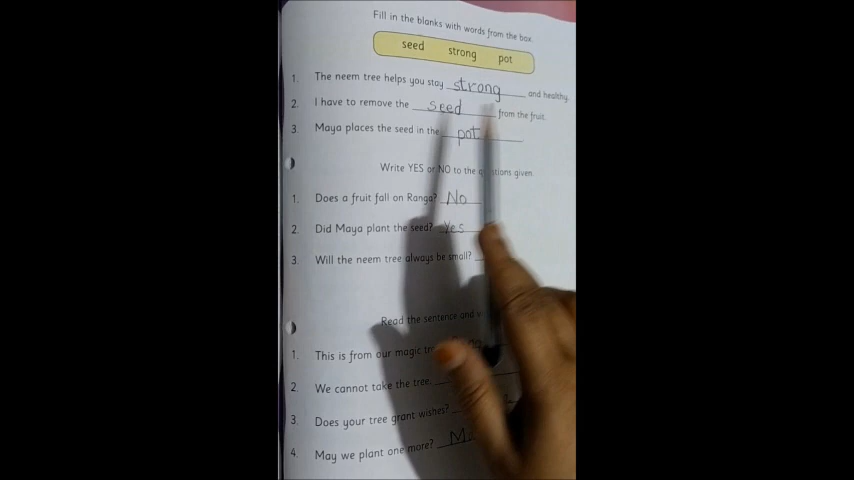 Fill in the blanks with words from the box.
seed strong pot
1. The neem tree helps you stay strong and healthy.
2. I have to remove the seed from the fruit.
3. Maya places the seed in the pot
Write YES or NO to the questions given.
1. Does a fruit fall on Ranga? No
2. Did Maya plant the seed? Yes
3. Will the neem tree always be small?
Read the sentence and
1. This is from our magic
2. We cannot take the tree.
3. Does your tree grant wishes?
4. May we plant one more?